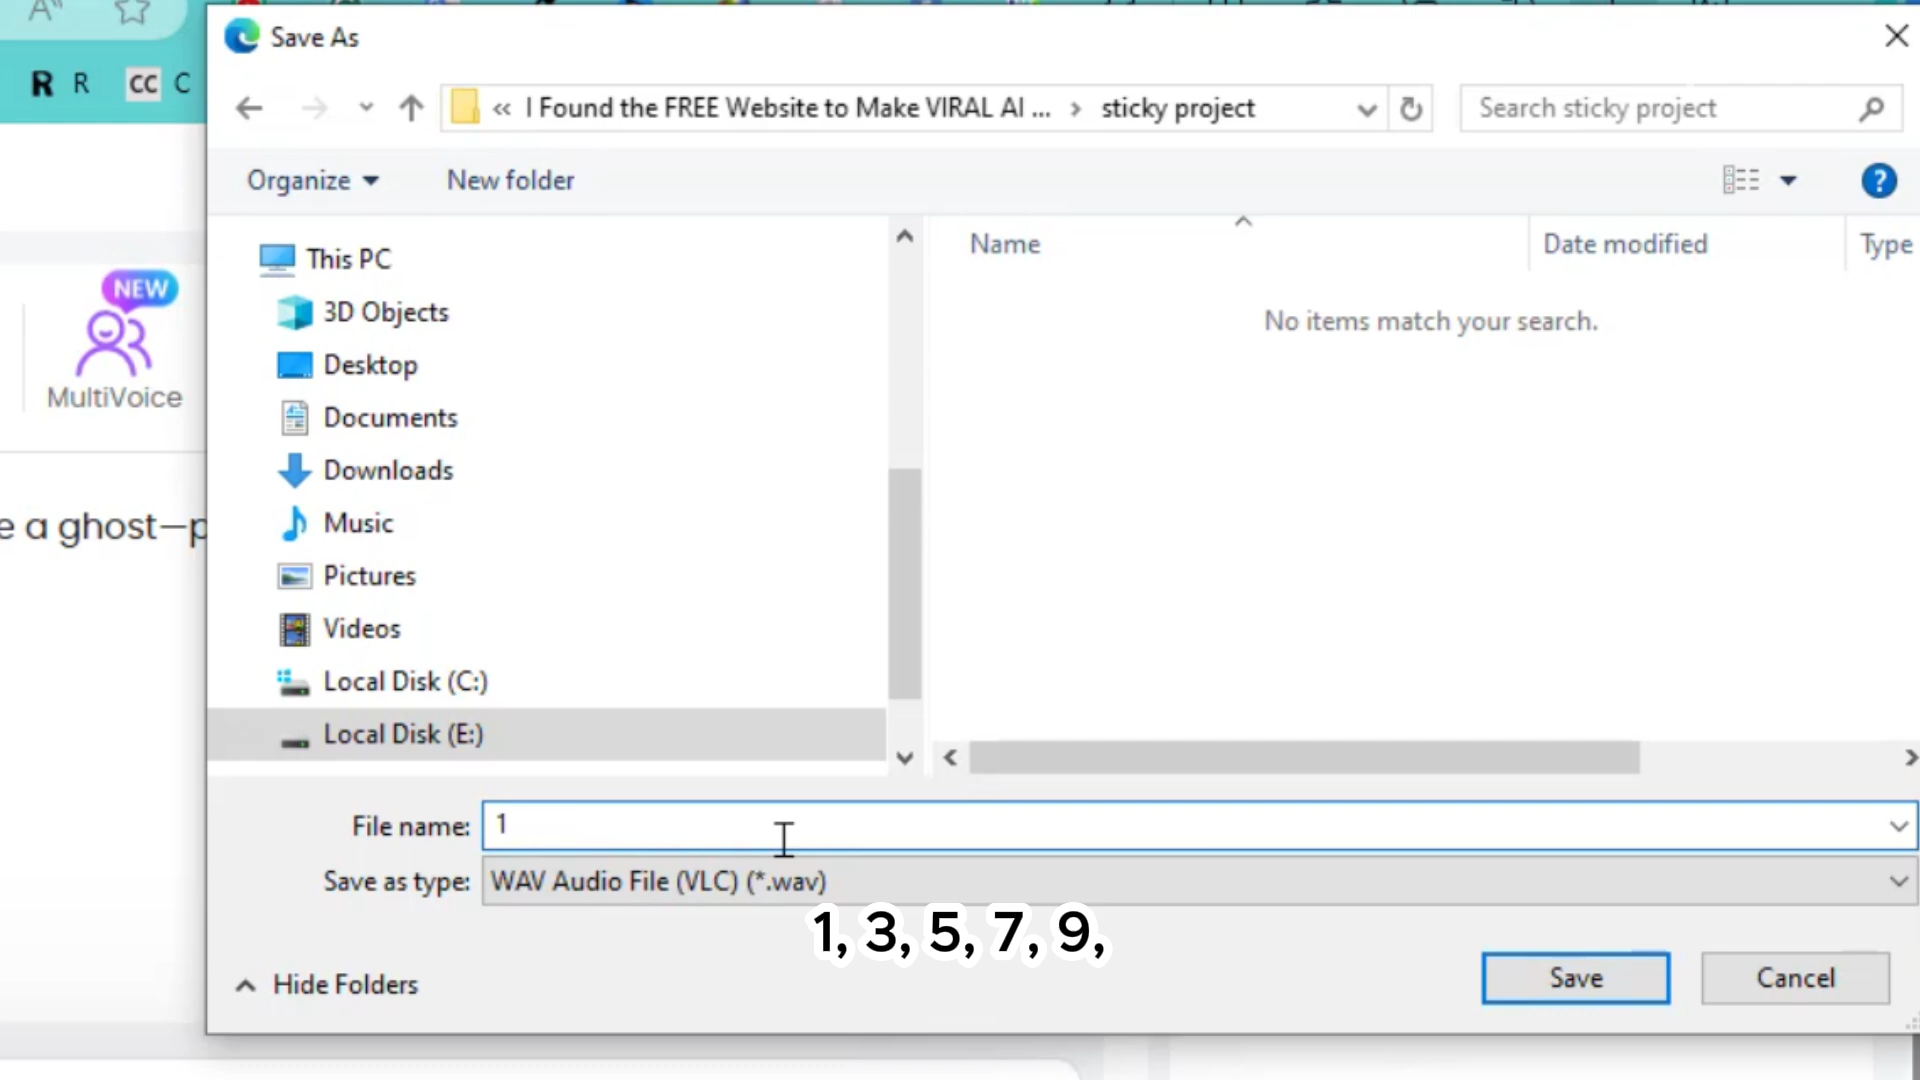 A"
Save As
R R CC C
« I Found the FREE Website to Make VIRAL AI ... › sticky project
Search sticky project
Organize
New folder
?
This PC
Name
Date modified
Type
NEW
MultiVoice
3D Objects
No items match your search.
Desktop
Documents
Downloads
e a ghost—p
Music
Pictures
Videos
Local Disk (C:)
Local Disk (E:)
File name: 1
Save as type: WAV Audio File (VLC) (*.wav)
1, 3, 5, 7, 9,
Hide Folders
Save
Cancel